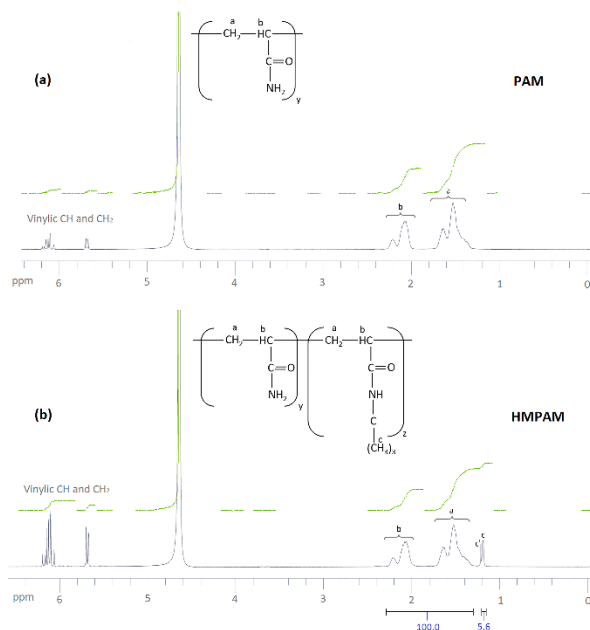 a b
CH₂ HC
C=O
NH₂
y
(a)
PAM
Vinylic CH and CH₂
b
c
ppm 6 5 4 3 2 1 0
a b a b
CH₂ HC CH₂ HC
C=O C=O
NH₂ NH
y
C
c
(CH₃)₃
z
(b)
HMPAM
Vinylic CH and CH₂
b
a
c' c
ppm 6 5 4 3 2 1 0
100.0 5.6